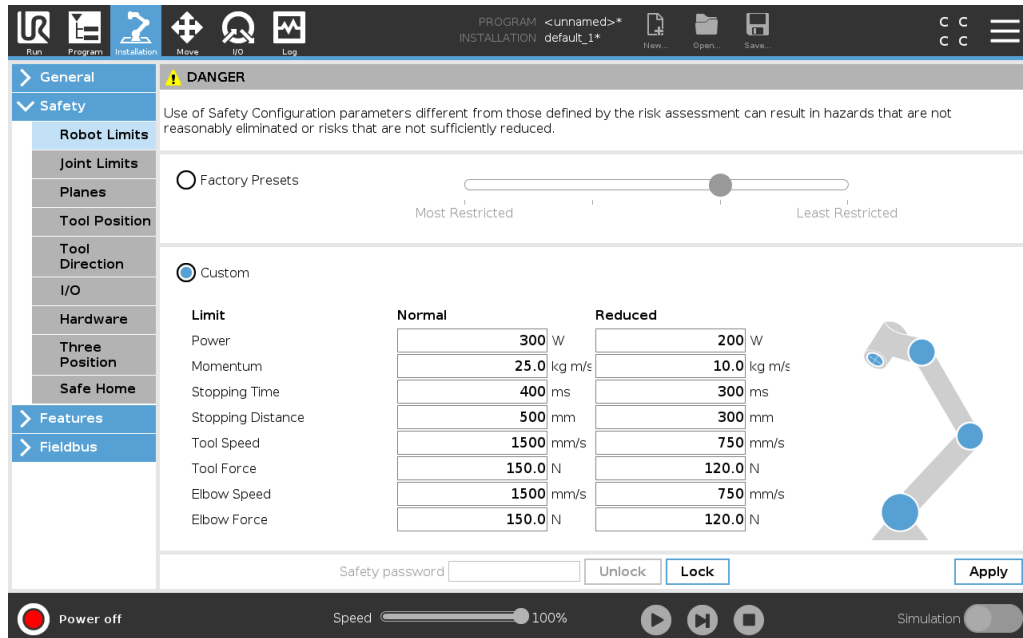 PROGRAM <unnamed>*
INSTALLATION default_1*
C C
C C
UR
Run
Program
Installation
Move
I/O
Log
New...
Open...
Save...
General
Safety
Robot Limits
Joint Limits
Planes
Tool Position
Tool
Direction
I/O
Hardware
Three
Position
Safe Home
Features
Fieldbus
DANGER
Use of Safety Configuration parameters different from those defined by the risk assessment can result in hazards that are not
reasonably eliminated or risks that are not sufficiently reduced.
Factory Presets
Most Restricted Least Restricted
Custom
Limit Normal Reduced
Power 300 W 200 W
Momentum 25.0 kg m/s 10.0 kg m/s
Stopping Time 400 ms 300 ms
Stopping Distance 500 mm 300 mm
Tool Speed 1500 mm/s 750 mm/s
Tool Force 150.0 N 120.0 N
Elbow Speed 1500 mm/s 750 mm/s
Elbow Force 150.0 N 120.0 N
Safety password Unlock Lock Apply
Power off Speed 100% Simulation